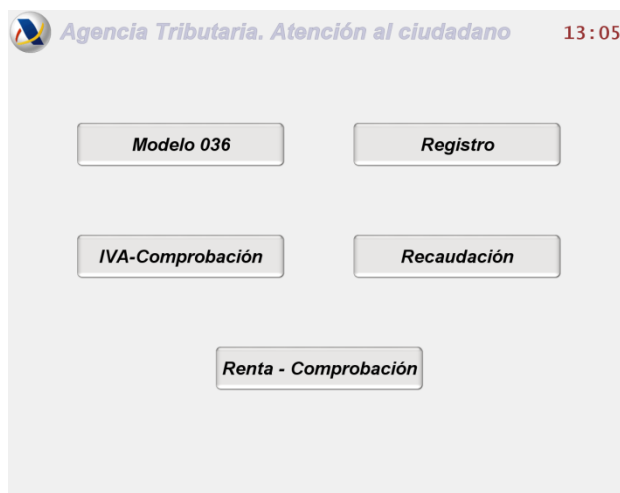 Agencia Tributaria. Atención al ciudadano 13:05
Modelo 036 Registro
IVA-Comprobación Recaudación
Renta - Comprobación